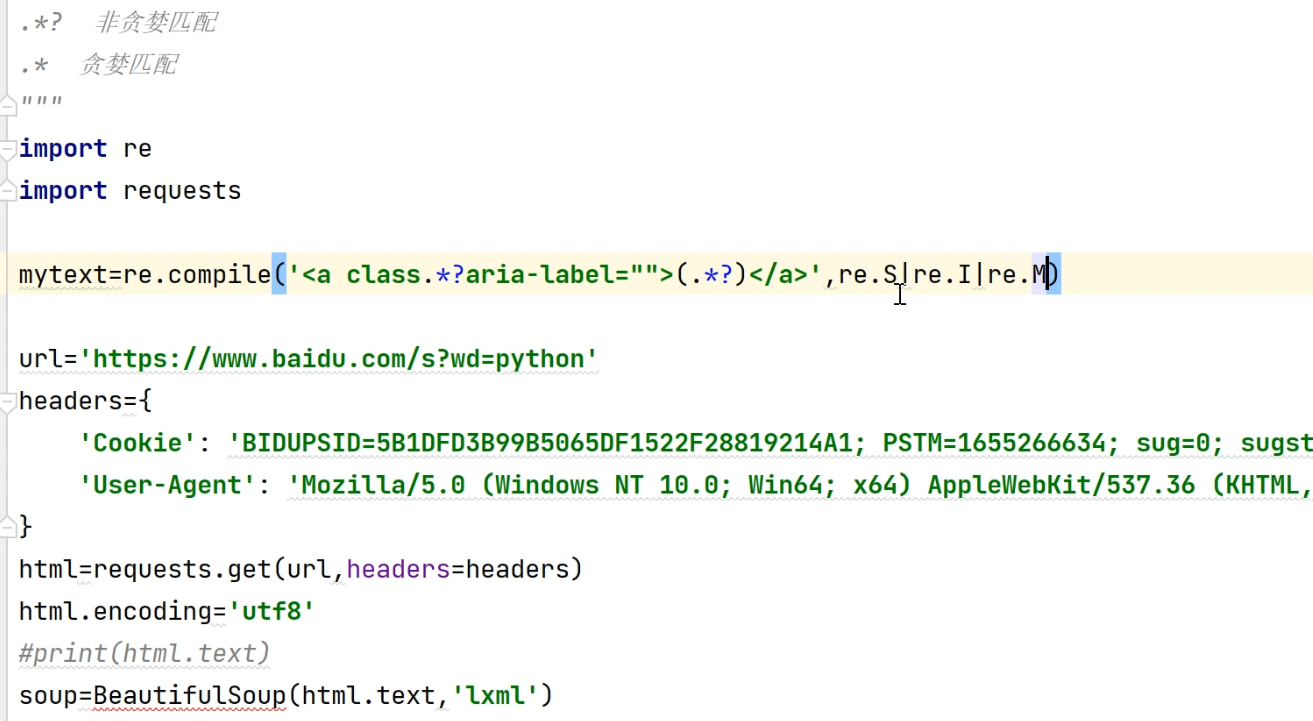 .*?  非贪婪匹配
.*  贪婪匹配
"""
import re
import requests
mytext=re.compile('<a class.*?aria-label="">(.*?)</a>',re.S|re.I|re.M)
url='https://www.baidu.com/s?wd=python'
headers={
    'Cookie': 'BIDUPSID=5B1DFD3B99B5065DF1522F28819214A1; PSTM=1655266634; sug=0; sugst
    'User-Agent': 'Mozilla/5.0 (Windows NT 10.0; Win64; x64) AppleWebKit/537.36 (KHTML,
}
html=requests.get(url,headers=headers)
html.encoding='utf8'
#print(html.text)
soup=BeautifulSoup(html.text,'lxml')